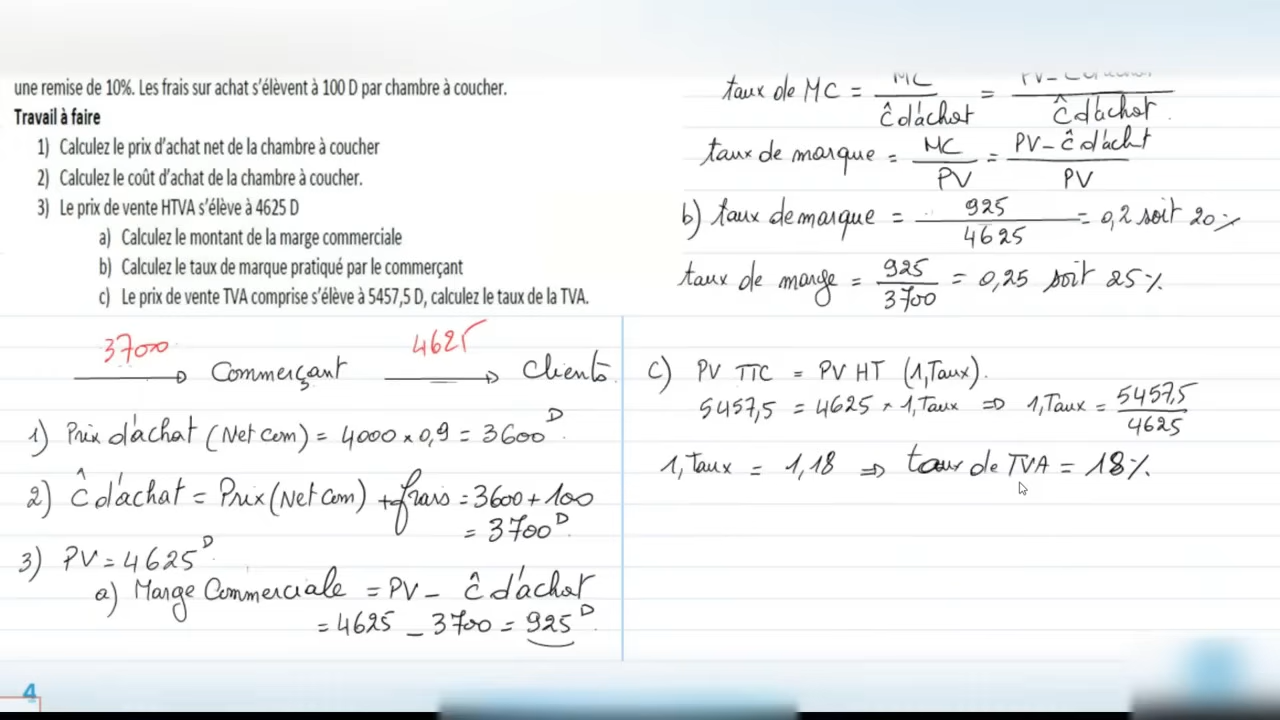 une remise de 10%. Les frais sur achat s'élèvent à 100 D par chambre à coucher.
Travail à faire
1) Calculez le prix d'achat net de la chambre à coucher
2) Calculez le coût d'achat de la chambre à coucher.
3) Le prix de vente HTVA s'élève à 4625 D
a) Calculez le montant de la marge commerciale
b) Calculez le taux de marque pratiqué par le commerçant
c) Le prix de vente TVA comprise s'élève à 5457,5 D, calculez le taux de la TVA.
3700 → Commerçant 4625 → Clients
1) Prix d'achat (Net Com) = 4000 × 0,9 = 3600 D
2) Ĉ d'achat = Prix (Net Com) + frais = 3600 + 100
= 3700 D
3) PV = 4625 D
a) Marge Commerciale = PV - ĉ d'achat
= 4625 - 3700 = 925 D
taux de MC = MC / ĉ d'achat = PV - ĉ d'achat / ĉ d'achat.
taux de marque = MC / PV = PV - ĉ d'acht / PV
b) taux de marque = 925 / 4625 = 0,2 soit 20%
taux de marge = 925 / 3700 = 0,25 soit 25%
C) PV TTC = PV HT (1,Taux).
5457,5 = 4625 × 1,Taux ⇒ 1,Taux = 5457,5 / 4625
1,Taux = 1,18 ⇒ taux de TVA = 18%
4